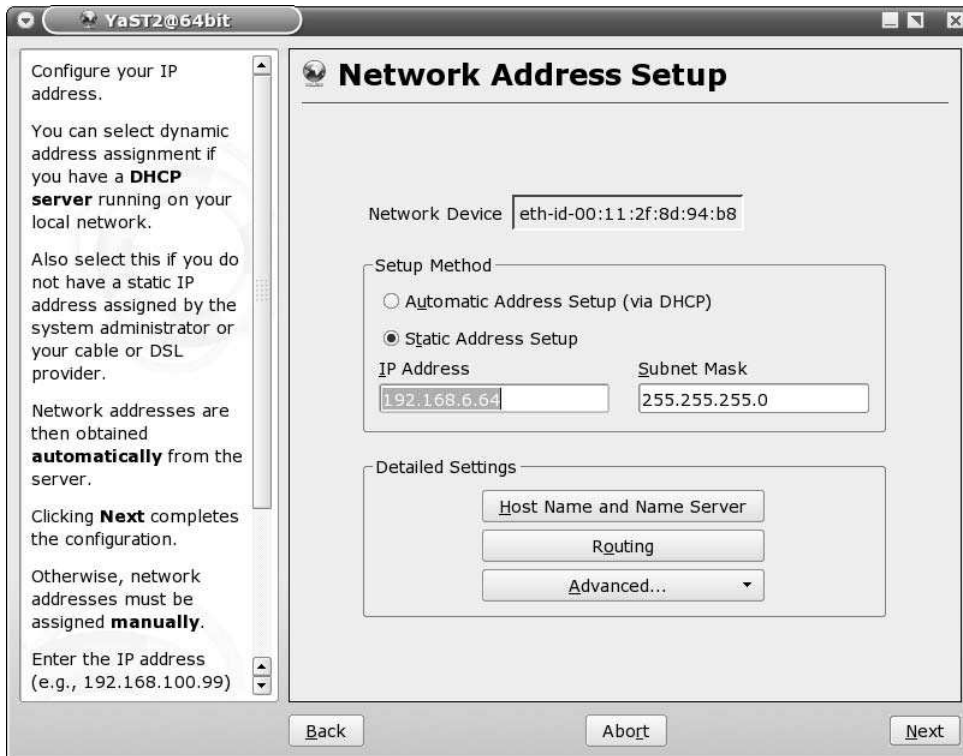 YaST2@64bit
Configure your IP
address.
You can select dynamic
address assignment if
you have a DHCP
server running on your
local network.
Also select this if you do
not have a static IP
address assigned by the
system administrator or
your cable or DSL
provider.
Network addresses are
then obtained
automatically from the
server.
Clicking Next completes
the configuration.
Otherwise, network
addresses must be
assigned manually.
Enter the IP address
(e.g., 192.168.100.99)
Network Address Setup
Network Device eth-id-00:11:2f:8d:94:b8
Setup Method
Automatic Address Setup (via DHCP)
Static Address Setup
IP Address Subnet Mask
192.168.6.64 255.255.255.0
Detailed Settings
Host Name and Name Server
Routing
Advanced...
Back Abort Next